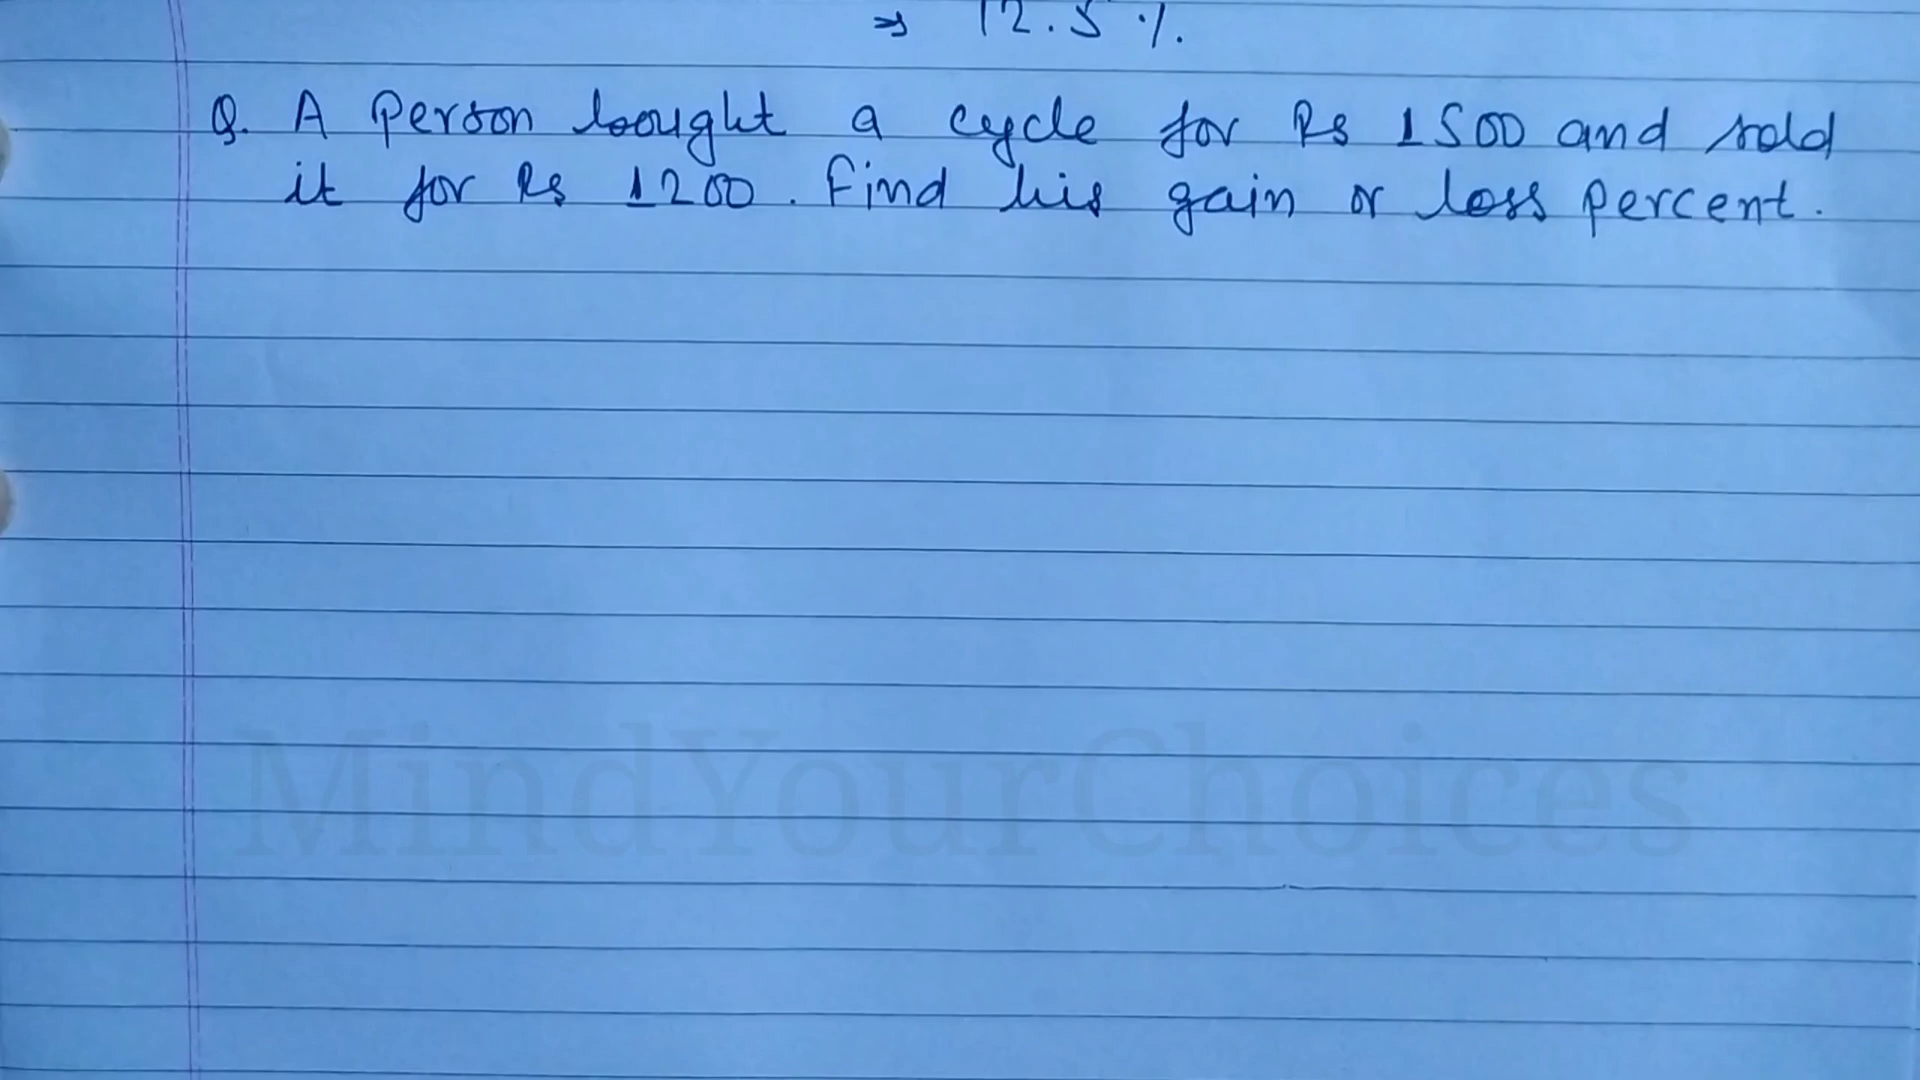 ⇒ 12.5 %.
Q. A Person bought a cycle for Rs 1500 and sold
it for Rs 1200. Find his gain or loss percent.
MindYourChoices